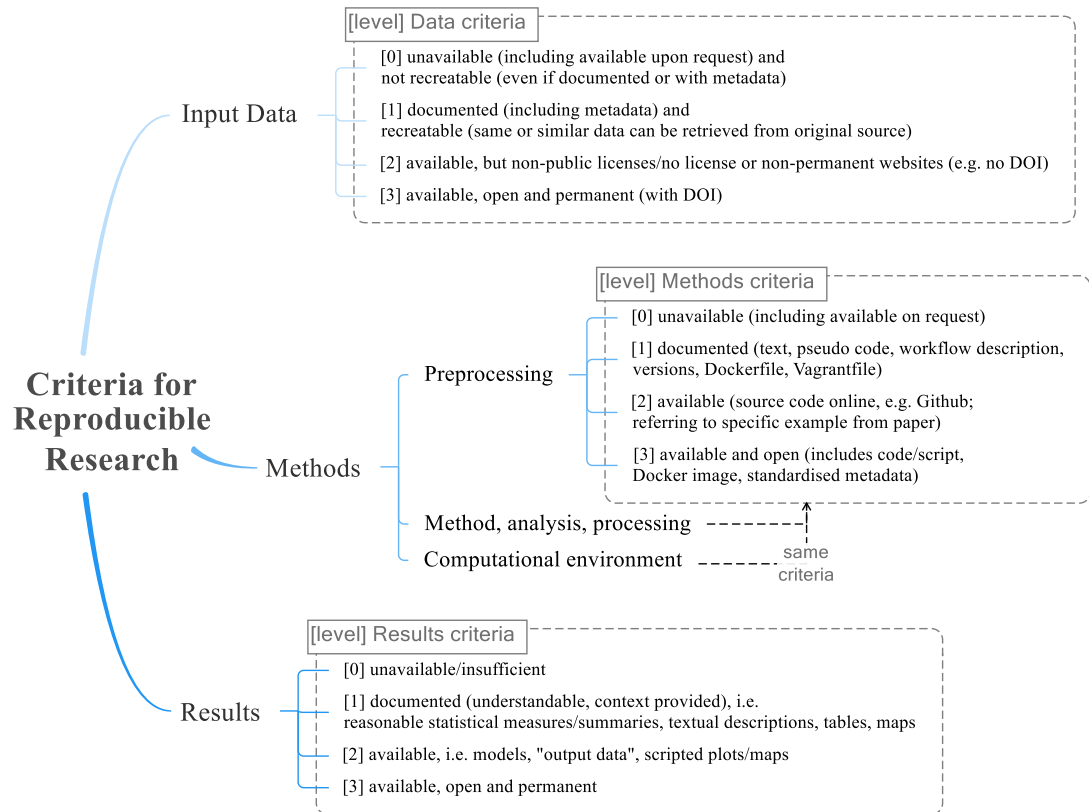 [level] Data criteria
[0] unavailable (including available upon request) and
not recreatable (even if documented or with metadata)
Input Data
[1] documented (including metadata) and
recreatable (same or similar data can be retrieved from original source)
[2] available, but non-public licenses/no license or non-permanent websites (e.g. no DOI)
[3] available, open and permanent (with DOI)
Criteria for
Reproducible
Research
Methods
[level] Methods criteria
Preprocessing
[0] unavailable (including available on request)
[1] documented (text, pseudo code, workflow description,
versions, Dockerfile, Vagrantfile)
[2] available (source code online, e.g. Github;
referring to specific example from paper)
[3] available and open (includes code/script,
Docker image, standardised metadata)
Method, analysis, processing
Computational environment
same
criteria
[level] Results criteria
Results
[0] unavailable/insufficient
[1] documented (understandable, context provided), i.e.
reasonable statistical measures/summaries, textual descriptions, tables, maps
[2] available, i.e. models, "output data", scripted plots/maps
[3] available, open and permanent